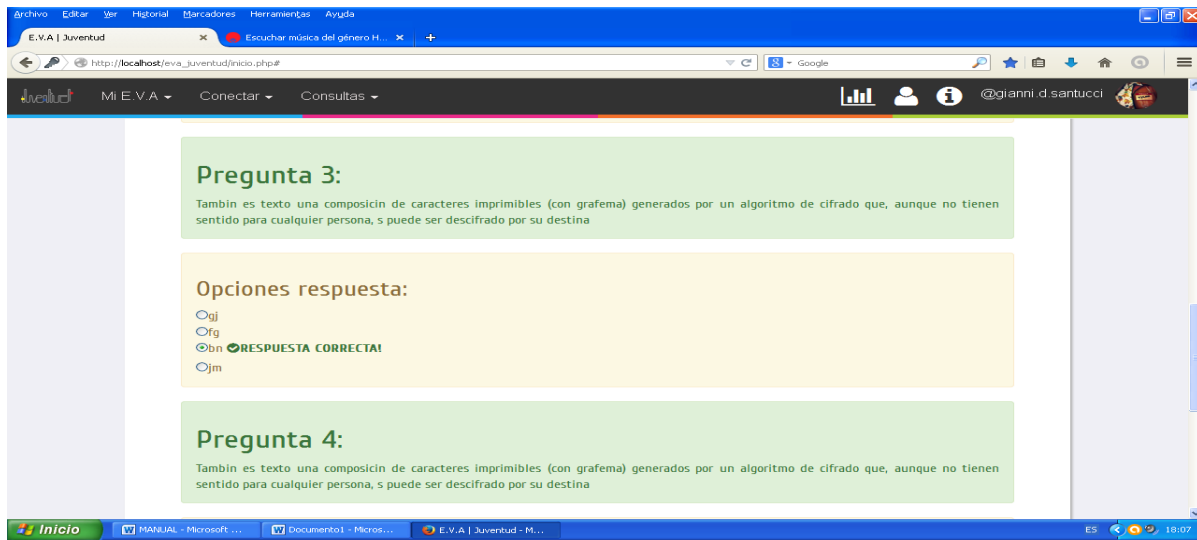 Archivo Editar Ver Historial Marcadores Herramientas Ayuda
E.V.A | Juventud
Escuchar música del género H...
http://localhost/eva_juventud/inicio.php#
Google
Juventud Mi E.V.A Conectar Consultas @gianni.d.santucci
Pregunta 3:
Tambin es texto una composicin de caracteres imprimibles (con grafema) generados por un algoritmo de cifrado que, aunque no tienen
sentido para cualquier persona, s puede ser descifrado por su destina
Opciones respuesta:
gj
fg
bn RESPUESTA CORRECTA!
jm
Pregunta 4:
Tambin es texto una composicin de caracteres imprimibles (con grafema) generados por un algoritmo de cifrado que, aunque no tienen
sentido para cualquier persona, s puede ser descifrado por su destina
Inicio MANUAL - Microsoft ... Documento1 - Micros... E.V.A | Juventud - M... ES 18:07